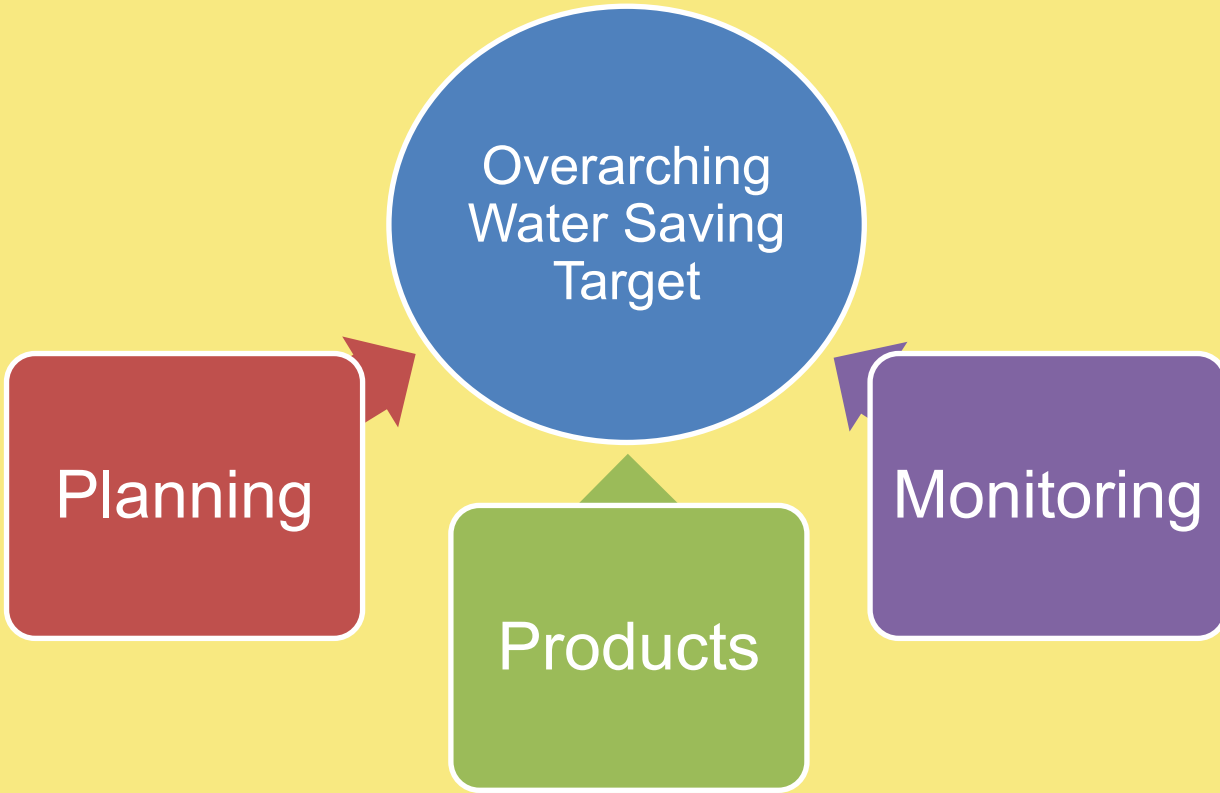 Overarching
Water Saving
Target
Planning
Monitoring
Products